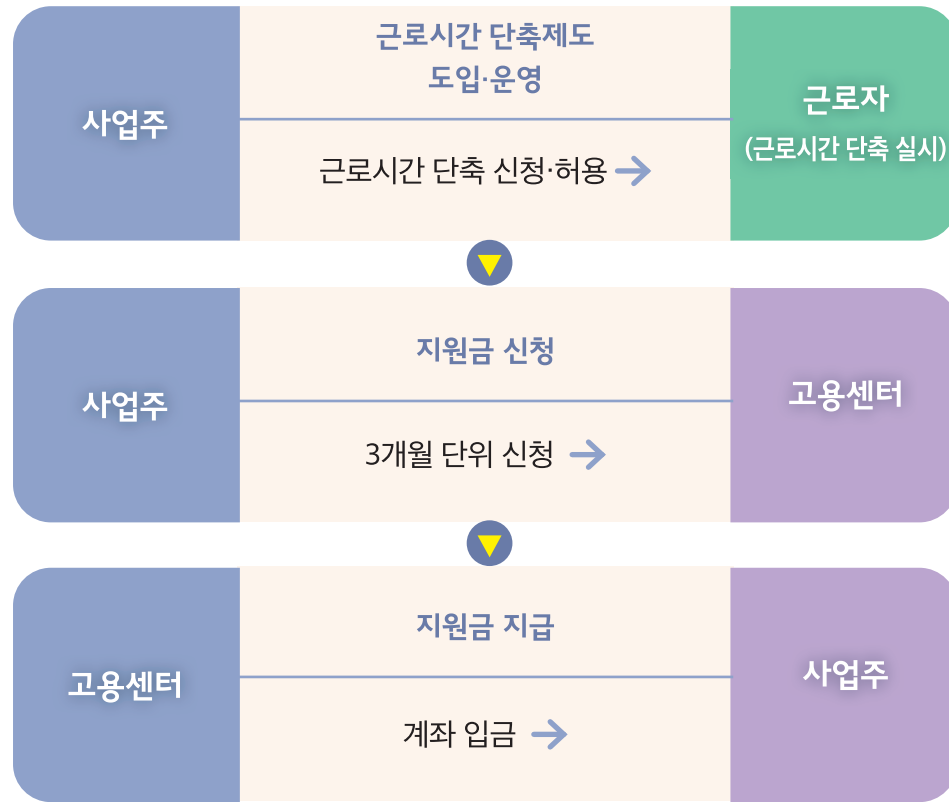 사업주
근로시간 단축제도
도입·운영
근로시간 단축 신청·허용 →
근로자
(근로시간 단축 실시)
사업주
지원금 신청
3개월 단위 신청 →
고용센터
고용센터
지원금 지급
계좌 입금 →
사업주